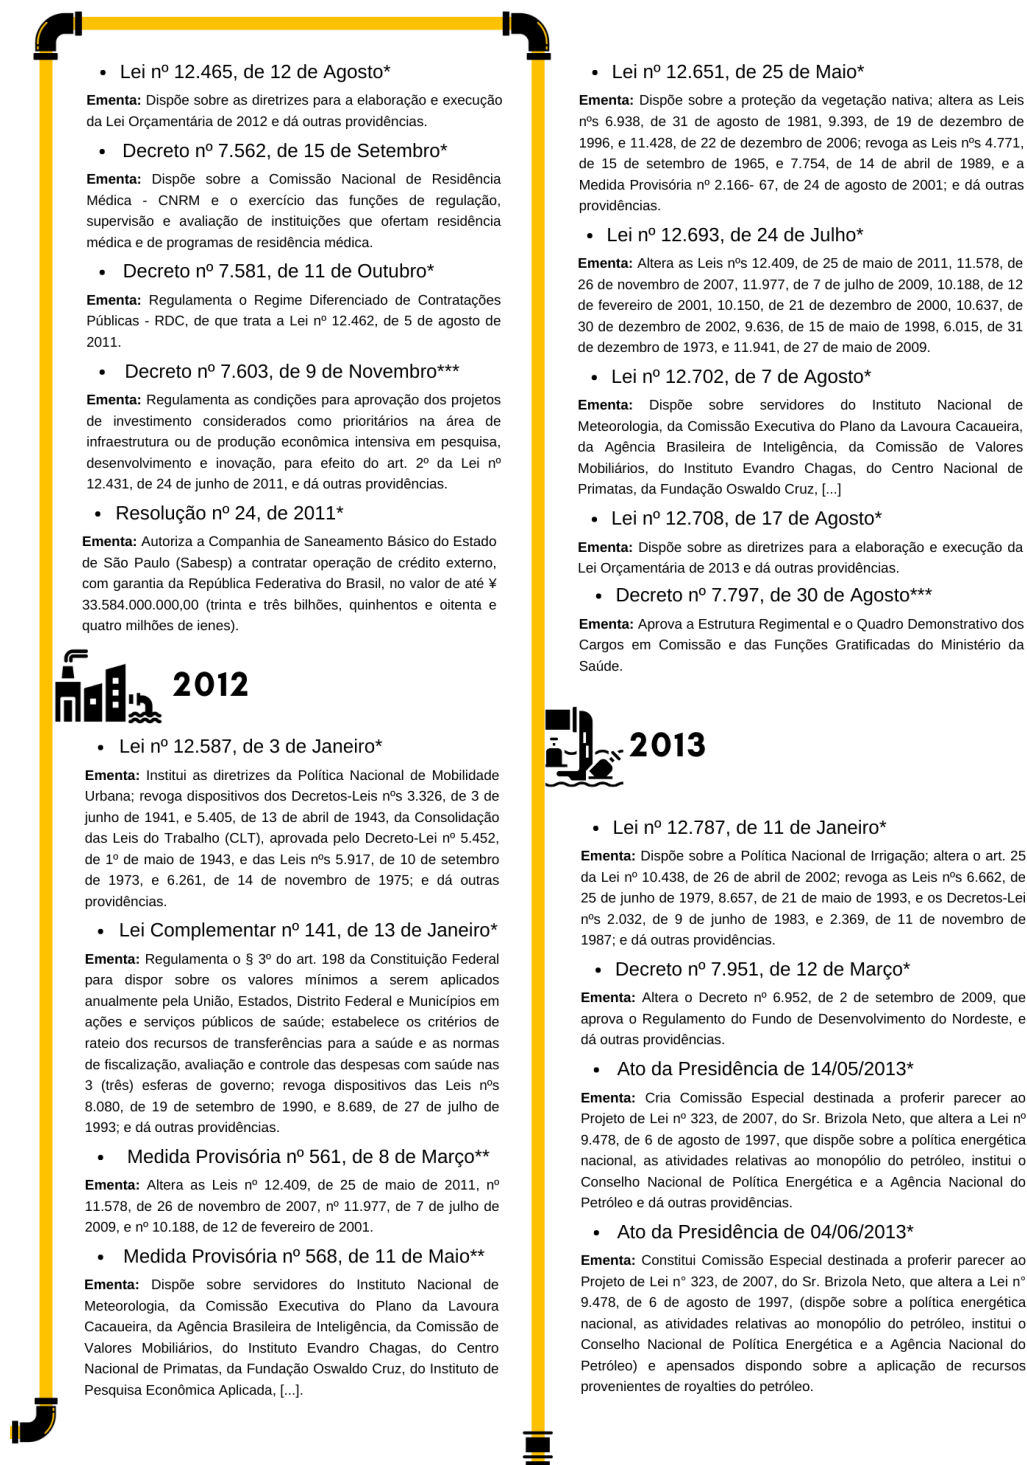 • Lei nº 12.465, de 12 de Agosto*
Ementa: Dispõe sobre as diretrizes para a elaboração e execução
da Lei Orçamentária de 2012 e dá outras providências.
• Decreto nº 7.562, de 15 de Setembro*
Ementa: Dispõe sobre a Comissão Nacional de Residência
Médica - CNRM e o exercício das funções de regulação,
supervisão e avaliação de instituições que ofertam residência
médica e de programas de residência médica.
• Decreto nº 7.581, de 11 de Outubro*
Ementa: Regulamenta o Regime Diferenciado de Contratações
Públicas - RDC, de que trata a Lei nº 12.462, de 5 de agosto de
2011.
• Decreto nº 7.603, de 9 de Novembro***
Ementa: Regulamenta as condições para aprovação dos projetos
de investimento considerados como prioritários na área de
infraestrutura ou de produção econômica intensiva em pesquisa,
desenvolvimento e inovação, para efeito do art. 2º da Lei nº
12.431, de 24 de junho de 2011, e dá outras providências.
• Resolução nº 24, de 2011*
Ementa: Autoriza a Companhia de Saneamento Básico do Estado
de São Paulo (Sabesp) a contratar operação de crédito externo,
com garantia da República Federativa do Brasil, no valor de até ¥
33.584.000.000,00 (trinta e três bilhões, quinhentos e oitenta e
quatro milhões de ienes).
2012
• Lei nº 12.587, de 3 de Janeiro*
Ementa: Institui as diretrizes da Política Nacional de Mobilidade
Urbana; revoga dispositivos dos Decretos-Leis nºs 3.326, de 3 de
junho de 1941, e 5.405, de 13 de abril de 1943, da Consolidação
das Leis do Trabalho (CLT), aprovada pelo Decreto-Lei nº 5.452,
de 1º de maio de 1943, e das Leis nºs 5.917, de 10 de setembro
de 1973, e 6.261, de 14 de novembro de 1975; e dá outras
providências.
• Lei Complementar nº 141, de 13 de Janeiro*
Ementa: Regulamenta o § 3º do art. 198 da Constituição Federal
para dispor sobre os valores mínimos a serem aplicados
anualmente pela União, Estados, Distrito Federal e Municípios em
ações e serviços públicos de saúde; estabelece os critérios de
rateio dos recursos de transferências para a saúde e as normas
de fiscalização, avaliação e controle das despesas com saúde nas
3 (três) esferas de governo; revoga dispositivos das Leis nºs
8.080, de 19 de setembro de 1990, e 8.689, de 27 de julho de
1993; e dá outras providências.
• Medida Provisória nº 561, de 8 de Março**
Ementa: Altera as Leis nº 12.409, de 25 de maio de 2011, nº
11.578, de 26 de novembro de 2007, nº 11.977, de 7 de julho de
2009, e nº 10.188, de 12 de fevereiro de 2001.
• Medida Provisória nº 568, de 11 de Maio**
Ementa: Dispõe sobre servidores do Instituto Nacional de
Meteorologia, da Comissão Executiva do Plano da Lavoura
Cacaueira, da Agência Brasileira de Inteligência, da Comissão de
Valores Mobiliários, do Instituto Evandro Chagas, do Centro
Nacional de Primatas, da Fundação Oswaldo Cruz, do Instituto de
Pesquisa Econômica Aplicada, [...].
• Lei nº 12.651, de 25 de Maio*
Ementa: Dispõe sobre a proteção da vegetação nativa; altera as Leis
nºs 6.938, de 31 de agosto de 1981, 9.393, de 19 de dezembro de
1996, e 11.428, de 22 de dezembro de 2006; revoga as Leis nºs 4.771,
de 15 de setembro de 1965, e 7.754, de 14 de abril de 1989, e a
Medida Provisória nº 2.166- 67, de 24 de agosto de 2001; e dá outras
providências.
• Lei nº 12.693, de 24 de Julho*
Ementa: Altera as Leis nºs 12.409, de 25 de maio de 2011, 11.578, de
26 de novembro de 2007, 11.977, de 7 de julho de 2009, 10.188, de 12
de fevereiro de 2001, 10.150, de 21 de dezembro de 2000, 10.637, de
30 de dezembro de 2002, 9.636, de 15 de maio de 1998, 6.015, de 31
de dezembro de 1973, e 11.941, de 27 de maio de 2009.
• Lei nº 12.702, de 7 de Agosto*
Ementa: Dispõe sobre servidores do Instituto Nacional de
Meteorologia, da Comissão Executiva do Plano da Lavoura Cacaueira,
da Agência Brasileira de Inteligência, da Comissão de Valores
Mobiliários, do Instituto Evandro Chagas, do Centro Nacional de
Primatas, da Fundação Oswaldo Cruz, [...]
• Lei nº 12.708, de 17 de Agosto*
Ementa: Dispõe sobre as diretrizes para a elaboração e execução da
Lei Orçamentária de 2013 e dá outras providências.
• Decreto nº 7.797, de 30 de Agosto***
Ementa: Aprova a Estrutura Regimental e o Quadro Demonstrativo dos
Cargos em Comissão e das Funções Gratificadas do Ministério da
Saúde.
2013
• Lei nº 12.787, de 11 de Janeiro*
Ementa: Dispõe sobre a Política Nacional de Irrigação; altera o art. 25
da Lei nº 10.438, de 26 de abril de 2002; revoga as Leis nºs 6.662, de
25 de junho de 1979, 8.657, de 21 de maio de 1993, e os Decretos-Lei
nºs 2.032, de 9 de junho de 1983, e 2.369, de 11 de novembro de
1987; e dá outras providências.
• Decreto nº 7.951, de 12 de Março*
Ementa: Altera o Decreto nº 6.952, de 2 de setembro de 2009, que
aprova o Regulamento do Fundo de Desenvolvimento do Nordeste, e
dá outras providências.
• Ato da Presidência de 14/05/2013*
Ementa: Cria Comissão Especial destinada a proferir parecer ao
Projeto de Lei nº 323, de 2007, do Sr. Brizola Neto, que altera a Lei nº
9.478, de 6 de agosto de 1997, que dispõe sobre a política energética
nacional, as atividades relativas ao monopólio do petróleo, institui o
Conselho Nacional de Política Energética e a Agência Nacional do
Petróleo e dá outras providências.
• Ato da Presidência de 04/06/2013*
Ementa: Constitui Comissão Especial destinada a proferir parecer ao
Projeto de Lei n° 323, de 2007, do Sr. Brizola Neto, que altera a Lei n°
9.478, de 6 de agosto de 1997, (dispõe sobre a política energética
nacional, as atividades relativas ao monopólio do petróleo, institui o
Conselho Nacional de Política Energética e a Agência Nacional do
Petróleo) e apensados dispondo sobre a aplicação de recursos
provenientes de royalties do petróleo.